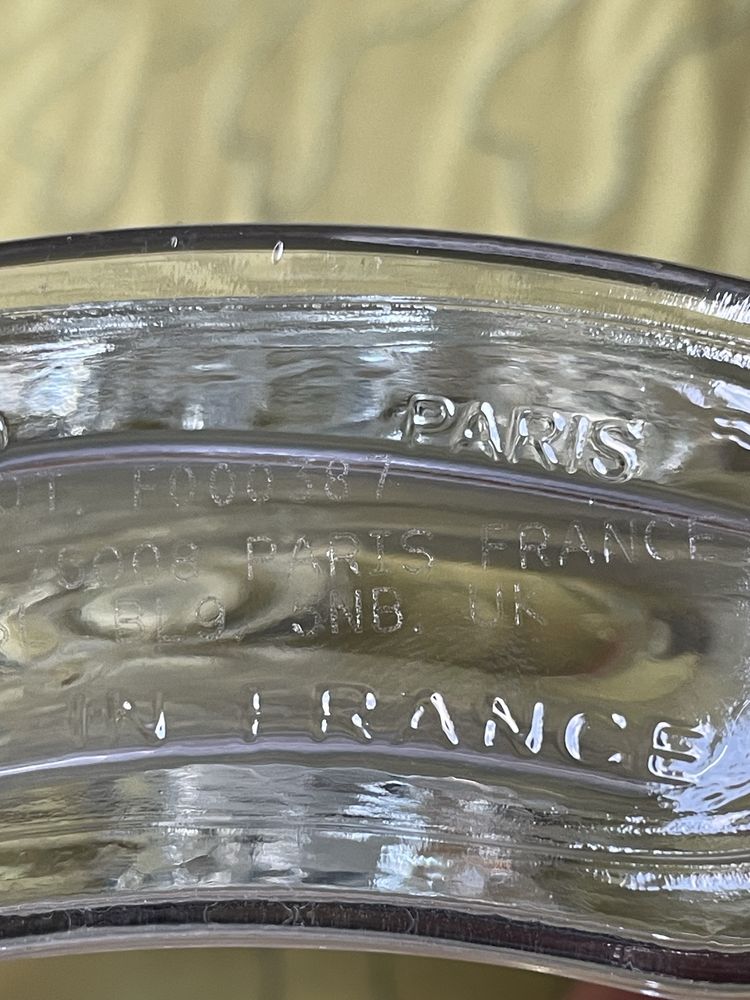 PARIS
F000387
75008 PARIS FRANCE
BL9 5NB. UK
IN FRANCE